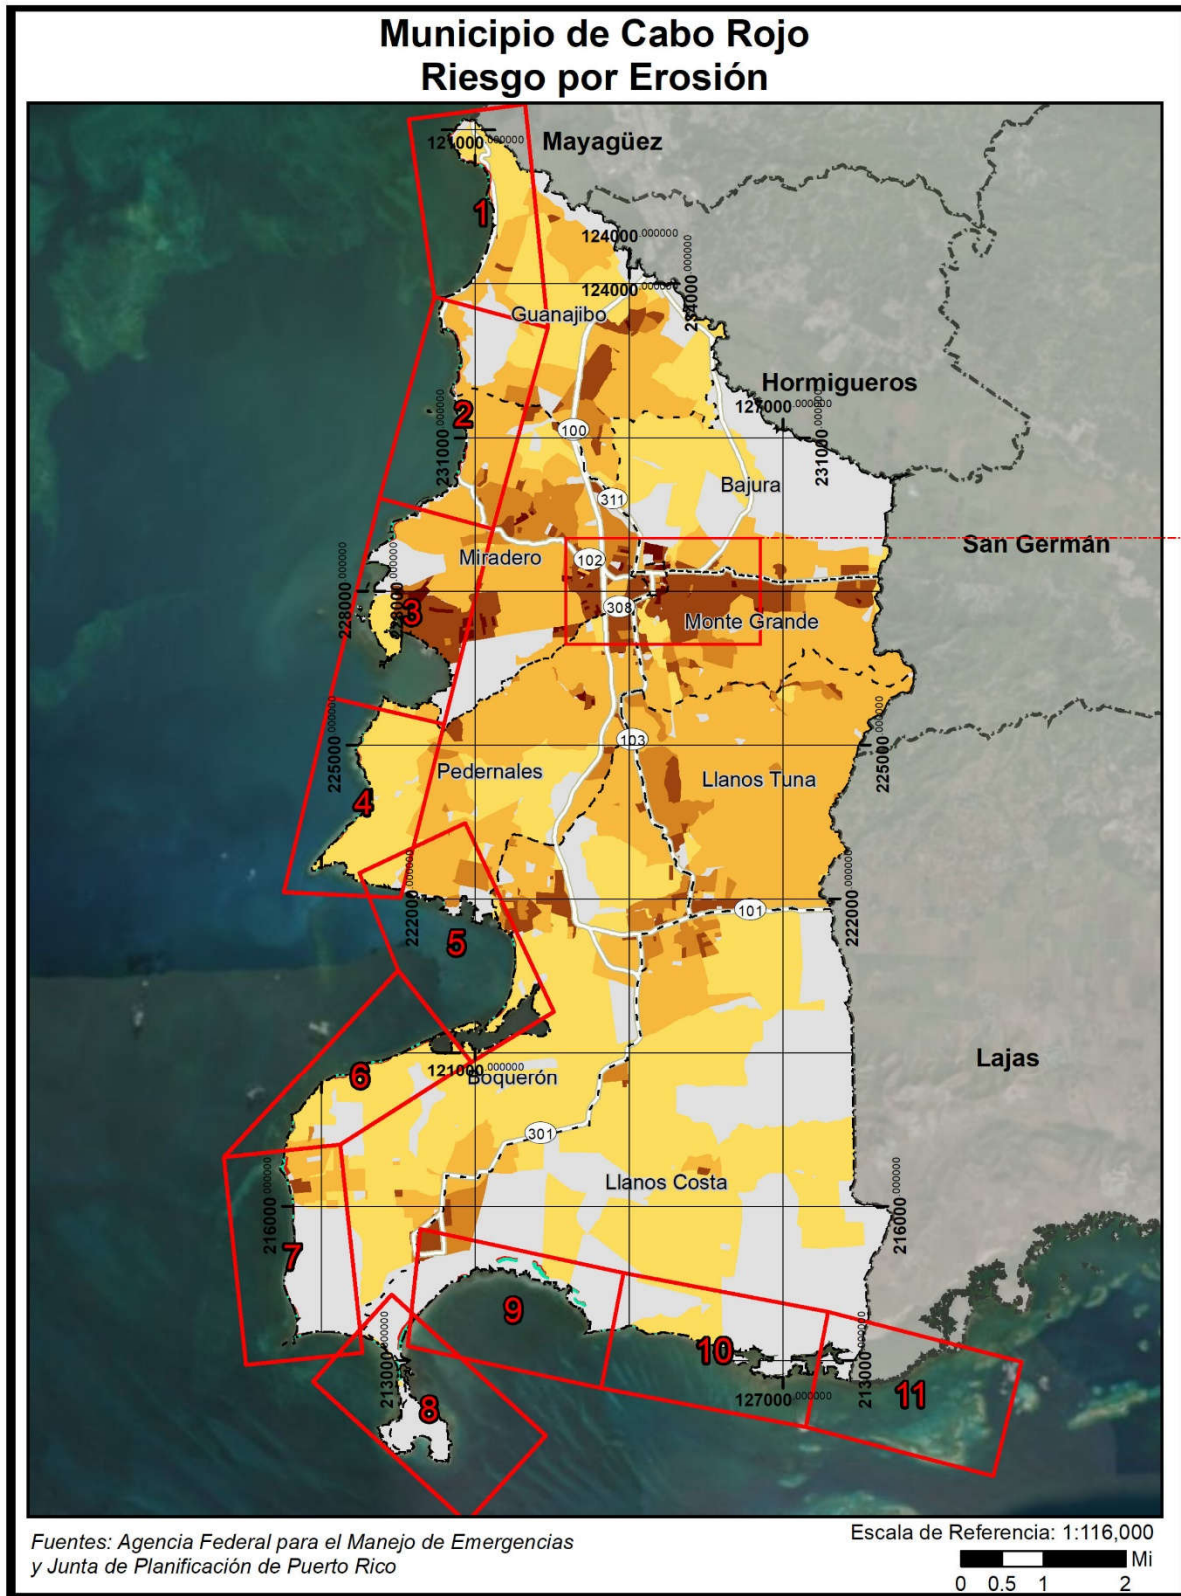 Municipio de Cabo Rojo
Riesgo por Erosión
121000.000000
Mayagüez
1
124000.000000
124000.000000
234000.000000
Guanajibo
Hormigueros
127000.000000
2
100
231000.000000
231000.000000
Bajura
311
San Germán
Miradero
102
228000.000000
228000.000000
3
308
Monte Grande
103
225000.000000
225000.000000
Pedernales
Llanos Tuna
4
222000.000000
222000.000000
101
5
Lajas
6
121000.000000
Boquerón
301
Llanos Costa
216000.000000
216000.000000
7
9
10
213000.000000
213000.000000
127000.000000
11
8
Fuentes: Agencia Federal para el Manejo de Emergencias
y Junta de Planificación de Puerto Rico
Escala de Referencia: 1:116,000
Mi
0 0.5 1 2